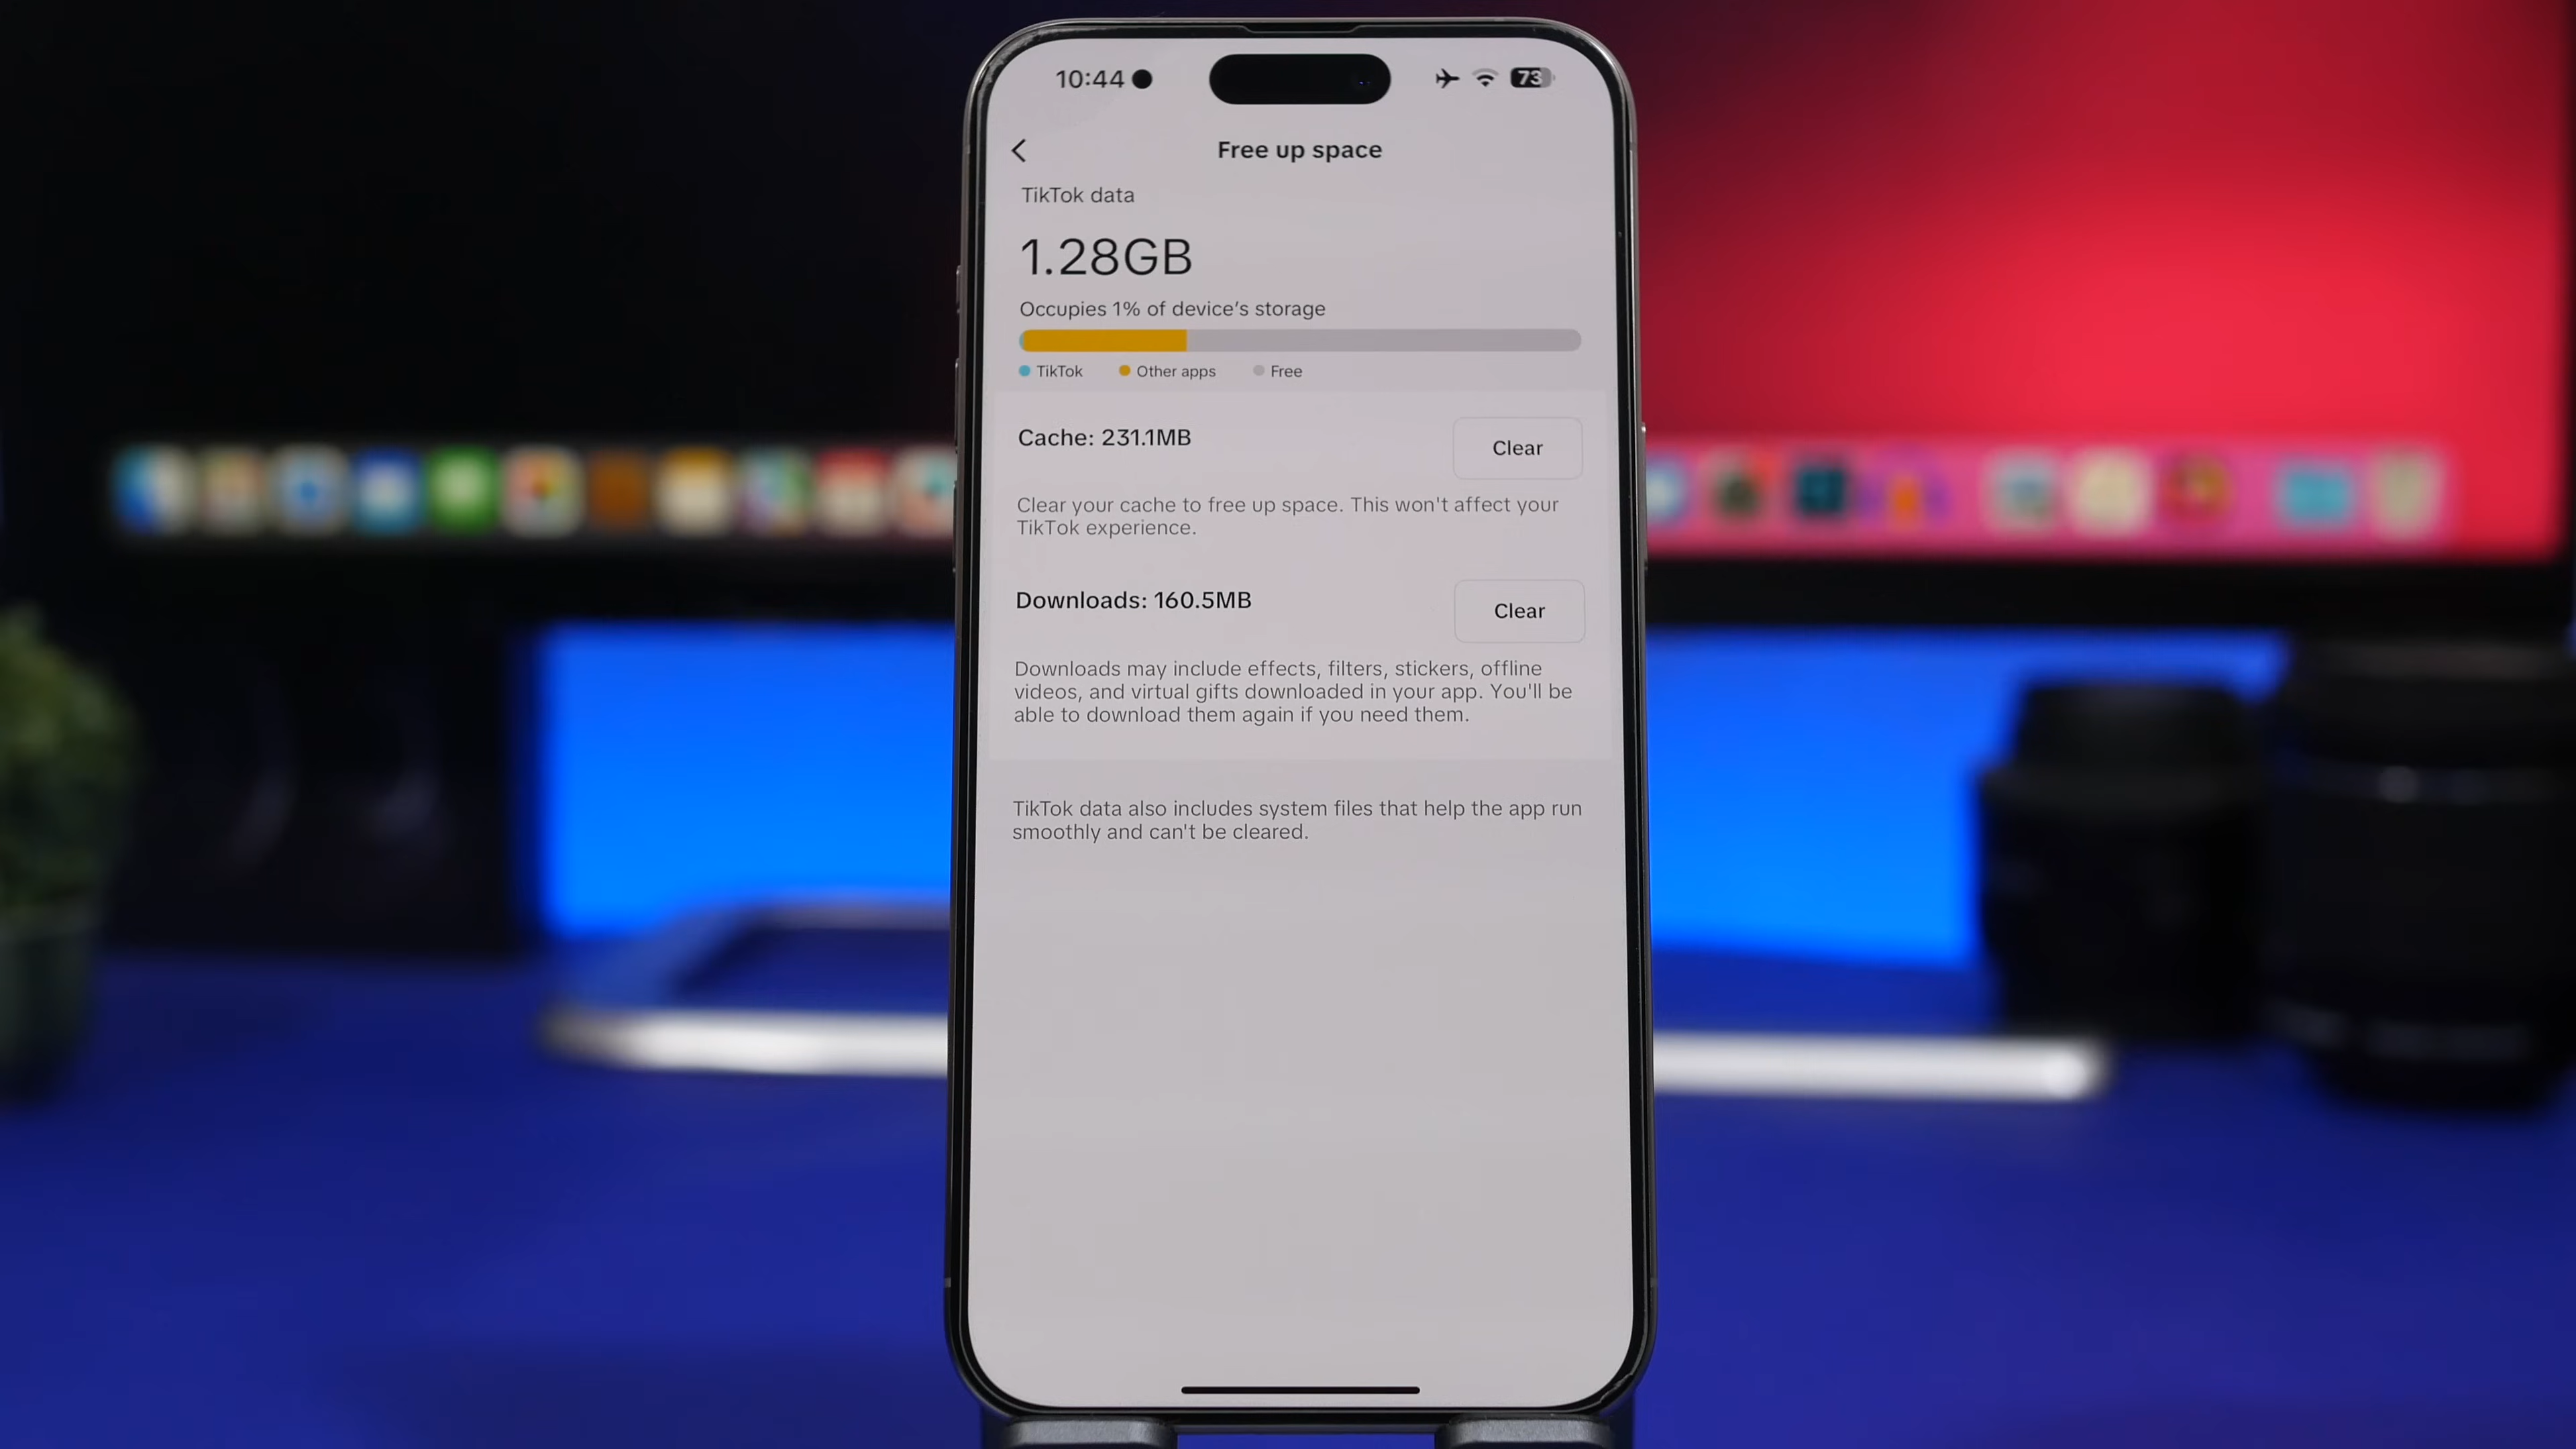 10:44
73
Free up space
TikTok data
1.28GB
Occupies 1% of device’s storage
TikTok Other apps Free
Cache: 231.1MB
Clear
Clear your cache to free up space. This won't affect your
TikTok experience.
Downloads: 160.5MB
Clear
Downloads may include effects, filters, stickers, offline
videos, and virtual gifts downloaded in your app. You'll be
able to download them again if you need them.
TikTok data also includes system files that help the app run
smoothly and can't be cleared.